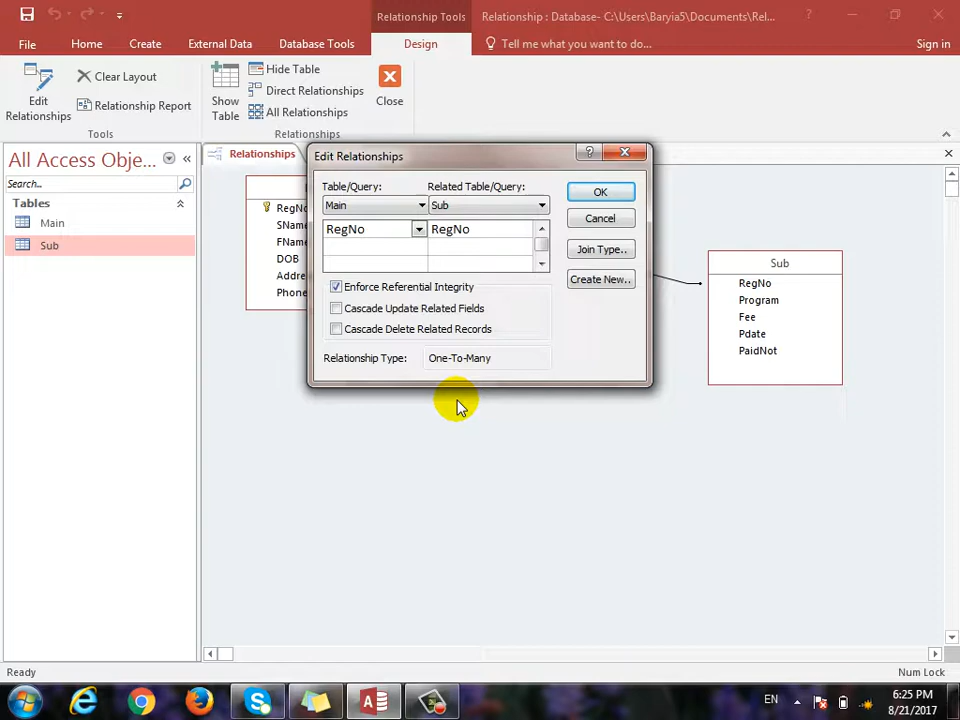 Relationship Tools
Relationship : Database- C:\Users\Baryia5\Documents\Rel...
?
File
Home
Create
External Data
Database Tools
Design
Tell me what you want to do...
Sign in
Edit
Relationships
Clear Layout
Relationship Report
Tools
Show
Table
Hide Table
Direct Relationships
All Relationships
Relationships
Close
All Access Obje...
Search...
Tables
Main
Sub
Relationships
RegNo
SName
FName
DOB
Addre
Phone
Edit Relationships
?
Table/Query:
Related Table/Query:
Main
Sub
RegNo
RegNo
Enforce Referential Integrity
Cascade Update Related Fields
Cascade Delete Related Records
Relationship Type:
One-To-Many
OK
Cancel
Join Type..
Create New..
Sub
RegNo
Program
Fee
Pdate
PaidNot
Ready
Num Lock
EN
6:25 PM
8/21/2017